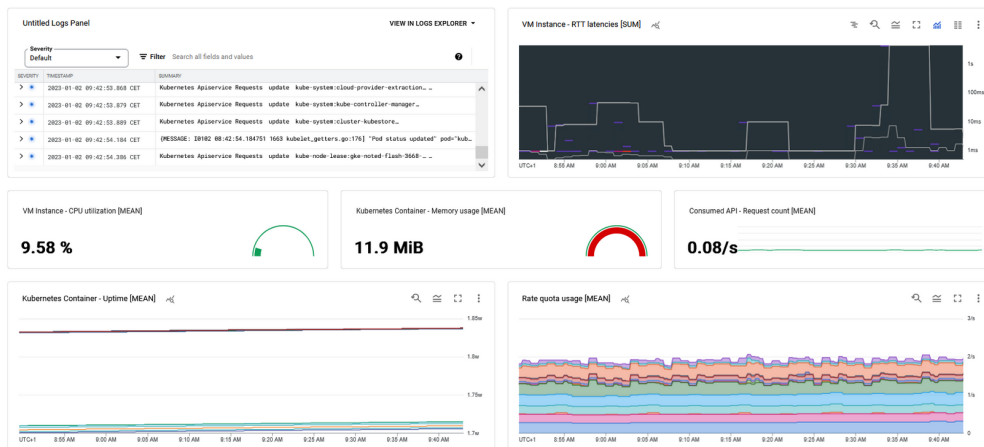 Untitled Logs Panel
VIEW IN LOGS EXPLORER
Severity
Default
Filter Search all fields and values
SEVERITY TIMESTAMP SUMMARY
2023-01-02 09:42:53.868 CET Kubernetes Apiservice Requests update kube-system:cloud-provider-extraction… …
2023-01-02 09:42:53.879 CET Kubernetes Apiservice Requests update kube-system:kube-controller-manager… …
2023-01-02 09:42:53.889 CET Kubernetes Apiservice Requests update kube-system:cluster-kubestore… …
2023-01-02 09:42:54.184 CET {MESSAGE: I0102 08:42:54.184751 1663 kubelet_getters.go:176] "Pod status updated" pod="kub…
2023-01-02 09:42:54.386 CET Kubernetes Apiservice Requests update kube-node-lease:gke-noted-flash-3668-… …
VM Instance - RTT latencies [SUM]
1s
100ms
10ms
1ms
UTC+1 8:55 AM 9:00 AM 9:05 AM 9:10 AM 9:15 AM 9:20 AM 9:25 AM 9:30 AM 9:35 AM 9:40 AM
VM Instance - CPU utilization [MEAN]
9.58 %
Kubernetes Container - Memory usage [MEAN]
11.9 MiB
Consumed API - Request count [MEAN]
0.08/s
Kubernetes Container - Uptime [MEAN]
1.85w
1.8w
1.75w
1.7w
UTC+1 8:55 AM 9:00 AM 9:05 AM 9:10 AM 9:15 AM 9:20 AM 9:25 AM 9:30 AM 9:35 AM 9:40 AM
Rate quota usage [MEAN]
3/s
2/s
1/s
0
UTC+1 8:55 AM 9:00 AM 9:05 AM 9:10 AM 9:15 AM 9:20 AM 9:25 AM 9:30 AM 9:35 AM 9:40 AM